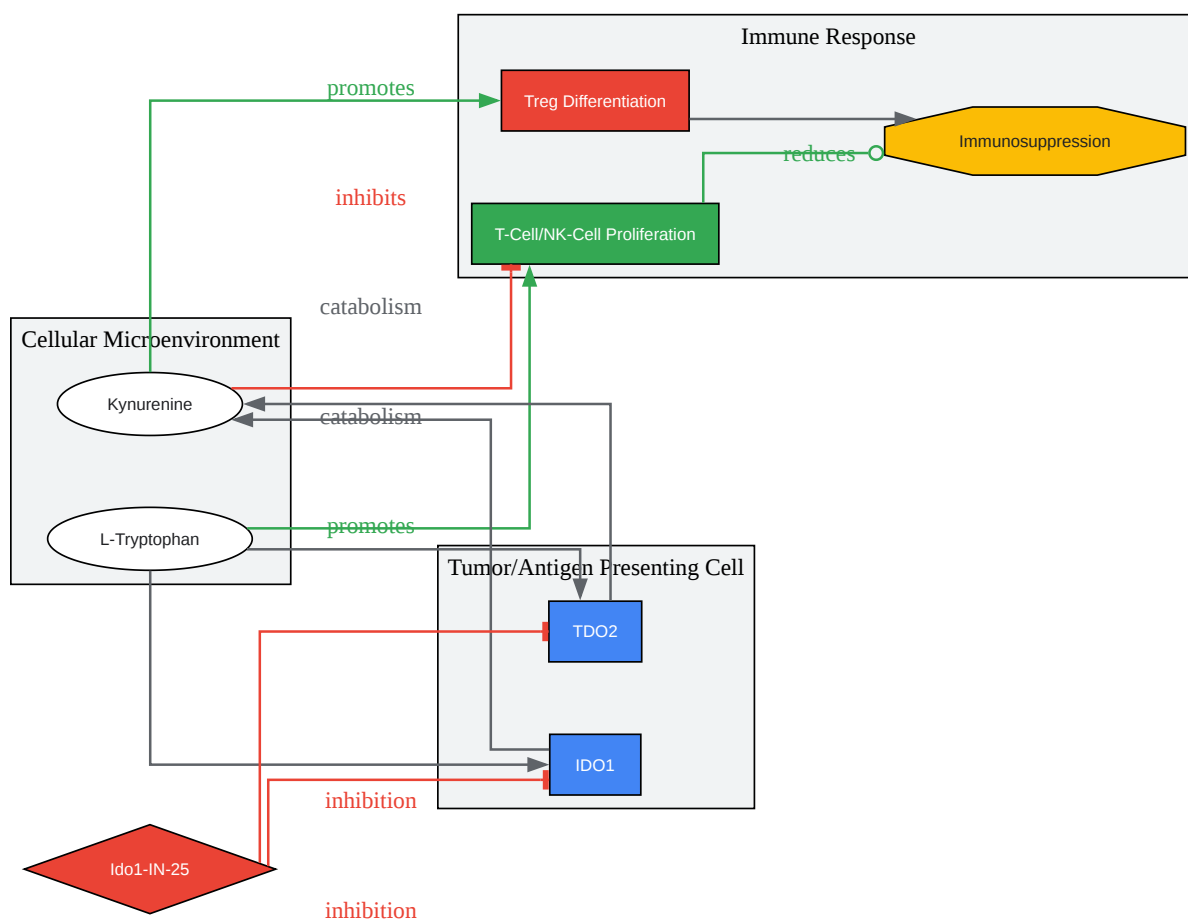 Immune Response
promotes
Treg Differentiation
Immunosuppression
reduces
inhibits
T-Cell/NK-Cell Proliferation
catabolism
Cellular Microenvironment
Kynurenine
catabolism
promotes
L-Tryptophan
Tumor/Antigen Presenting Cell
TDO2
IDO1
inhibition
Ido1-IN-25
inhibition